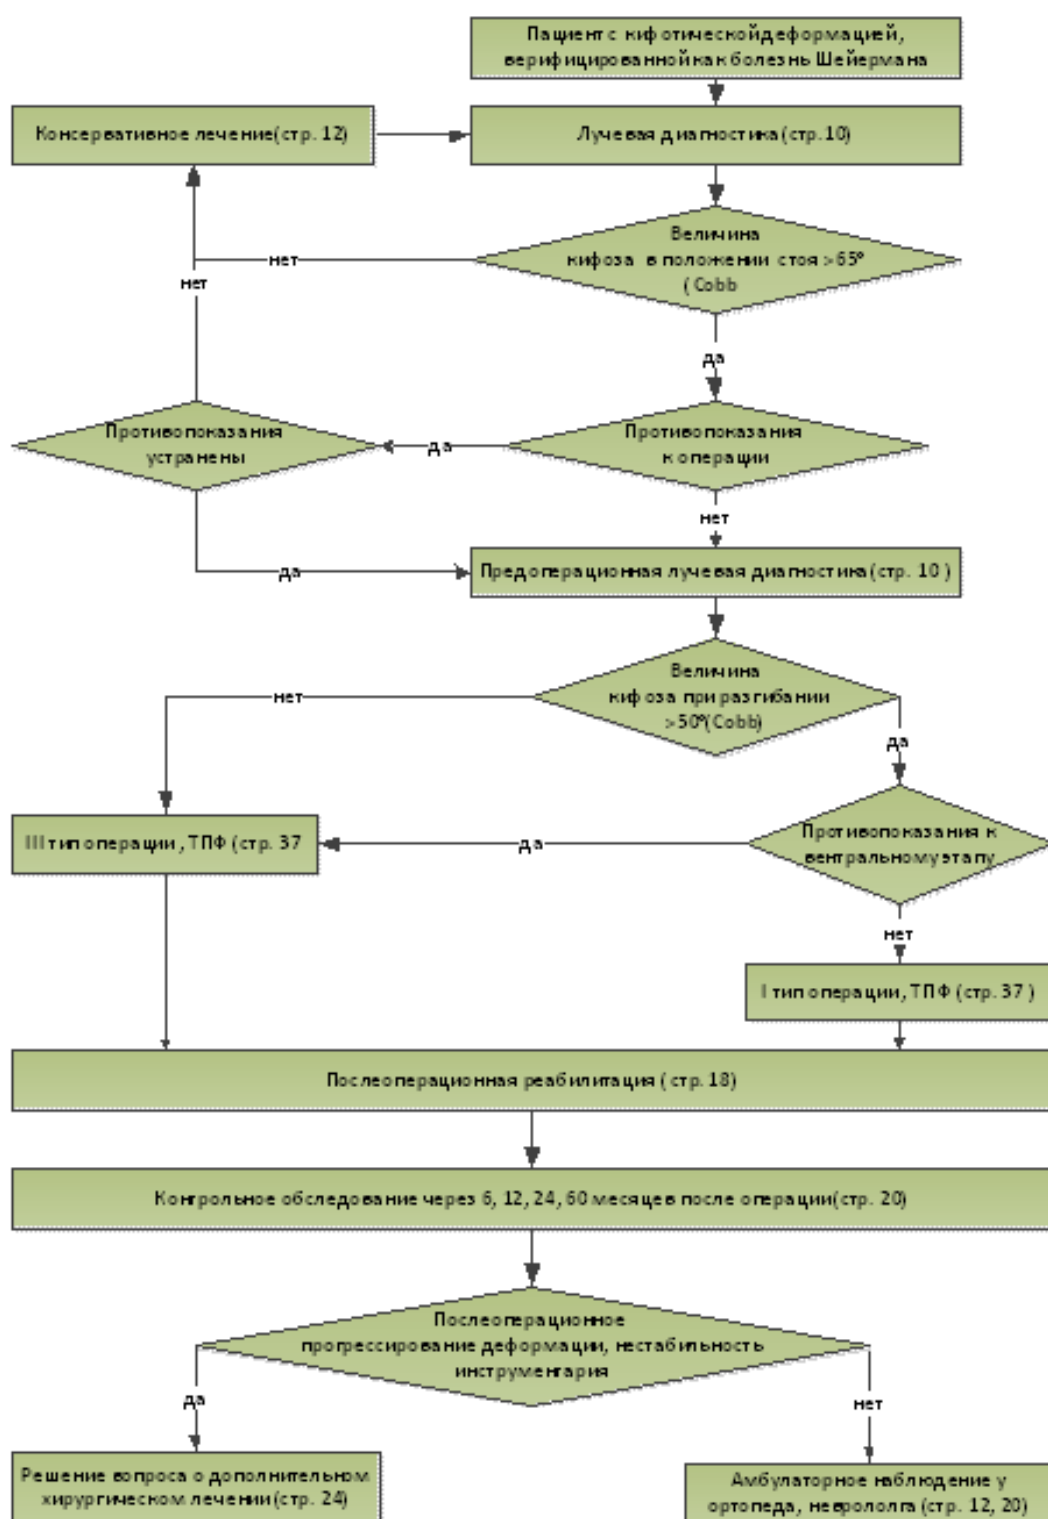 Пациент с кифотической деформацией,
верифицированной как болезнь Шейермана
Консервативное лечение(стр. 12)
Лучевая диагностика (стр. 10)
Величина
кифоза в положении стоя >65º
( Cobb
нет
нет
да
Противопоказания
устранены
да
Противопоказания
к операции
нет
да
Предоперационная лучевая диагностика (стр. 10 )
Величина
кифоза при разгибании
>50º(Cobb)
нет
да
III тип операции, ТПФ (стр. 37
да
Противопоказания к
вентральному этапу
нет
I тип операции, ТПФ (стр. 37 )
Послеоперационная реабилитация ( стр. 18)
Контрольное обследование через 6, 12, 24, 60 месяцев после операции(стр. 20)
Послеоперационное
прогрессирование деформации, нестабильность
инструментария
да
нет
Решение вопроса о дополнительном
хирургическом лечении (стр. 24)
Амбулаторное наблюдение у
ортопеда, неврололга (стр. 12, 20)